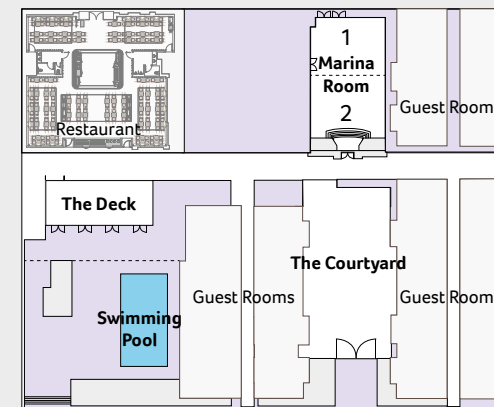 1
Marina
Room
2
Restaurant
Guest Room
The Deck
The Courtyard
Guest Rooms
Guest Room
Swimming
Pool